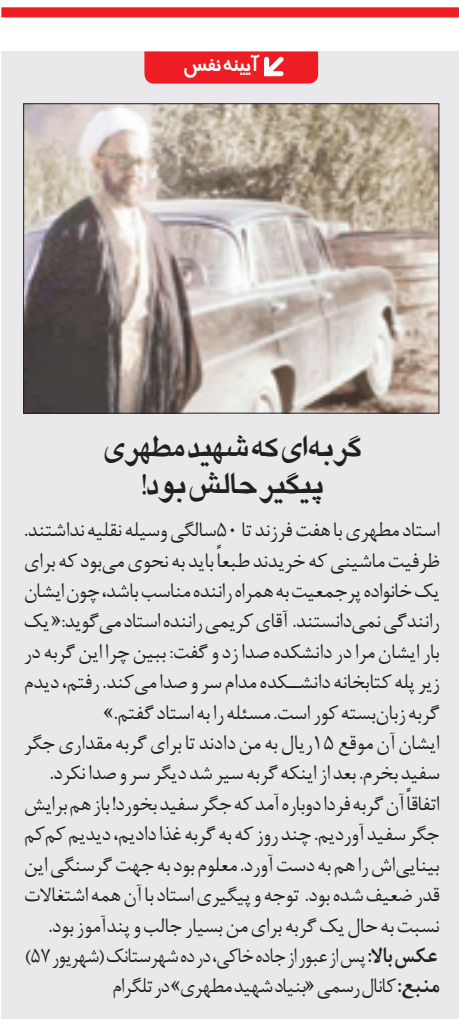 آیینه نفس
گربه‌ای که شهید مطهری
پیگیر حالش بود!
استاد مطهری با هفت فرزند تا ۵۰سالگی وسیله نقلیه نداشتند.
ظرفیت ماشینی که خریدند طبعاً باید به نحوی می‌بود که برای
یک خانواده پرجمعیت به همراه راننده مناسب باشد، چون ایشان
رانندگی نمی‌دانستند. آقای کریمی راننده استاد می‌گوید:«یک
بار ایشان مرا در دانشکده صدا زد و گفت: ببین چرا این گربه در
زیر پله کتابخانه دانشکده مدام سر و صدا می‌کند. رفتم، دیدم
گربه زبان‌بسته کور است. مسئله را به استاد گفتم.»
ایشان آن موقع ۱۵ریال به من دادند تا برای گربه مقداری جگر
سفید بخرم. بعد از اینکه گربه سیر شد دیگر سر و صدا نکرد.
اتفاقاً آن گربه فردا دوباره آمد که جگر سفید بخورد! باز هم برایش
جگر سفید آوردیم. چند روز که به گربه غذا دادیم، دیدیم کم‌کم
بینایی‌اش را هم به دست آورد. معلوم بود به جهت گرسنگی این
قدر ضعیف شده بود. توجه و پیگیری استاد با آن همه اشتغالات
نسبت به حال یک گربه برای من بسیار جالب و پندآموز بود.
عکس بالا: پس از عبور از جاده خاکی، در ده شهرستانک (شهریور ۵۷)
منبع: کانال رسمی «بنیاد شهید مطهری» در تلگرام